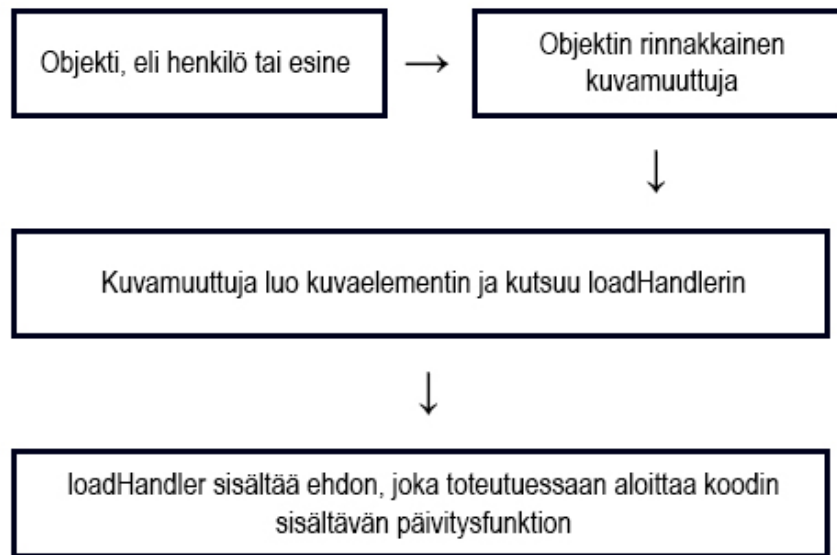 Objekti, eli henkilö tai esine
Objektin rinnakkainen
kuvamuuttuja
Kuvamuuttuja luo kuvaelementin ja kutsuu loadHandlerin
loadHandler sisältää ehdon, joka toteutuessaan aloittaa koodin
sisältävän päivitysfunktion